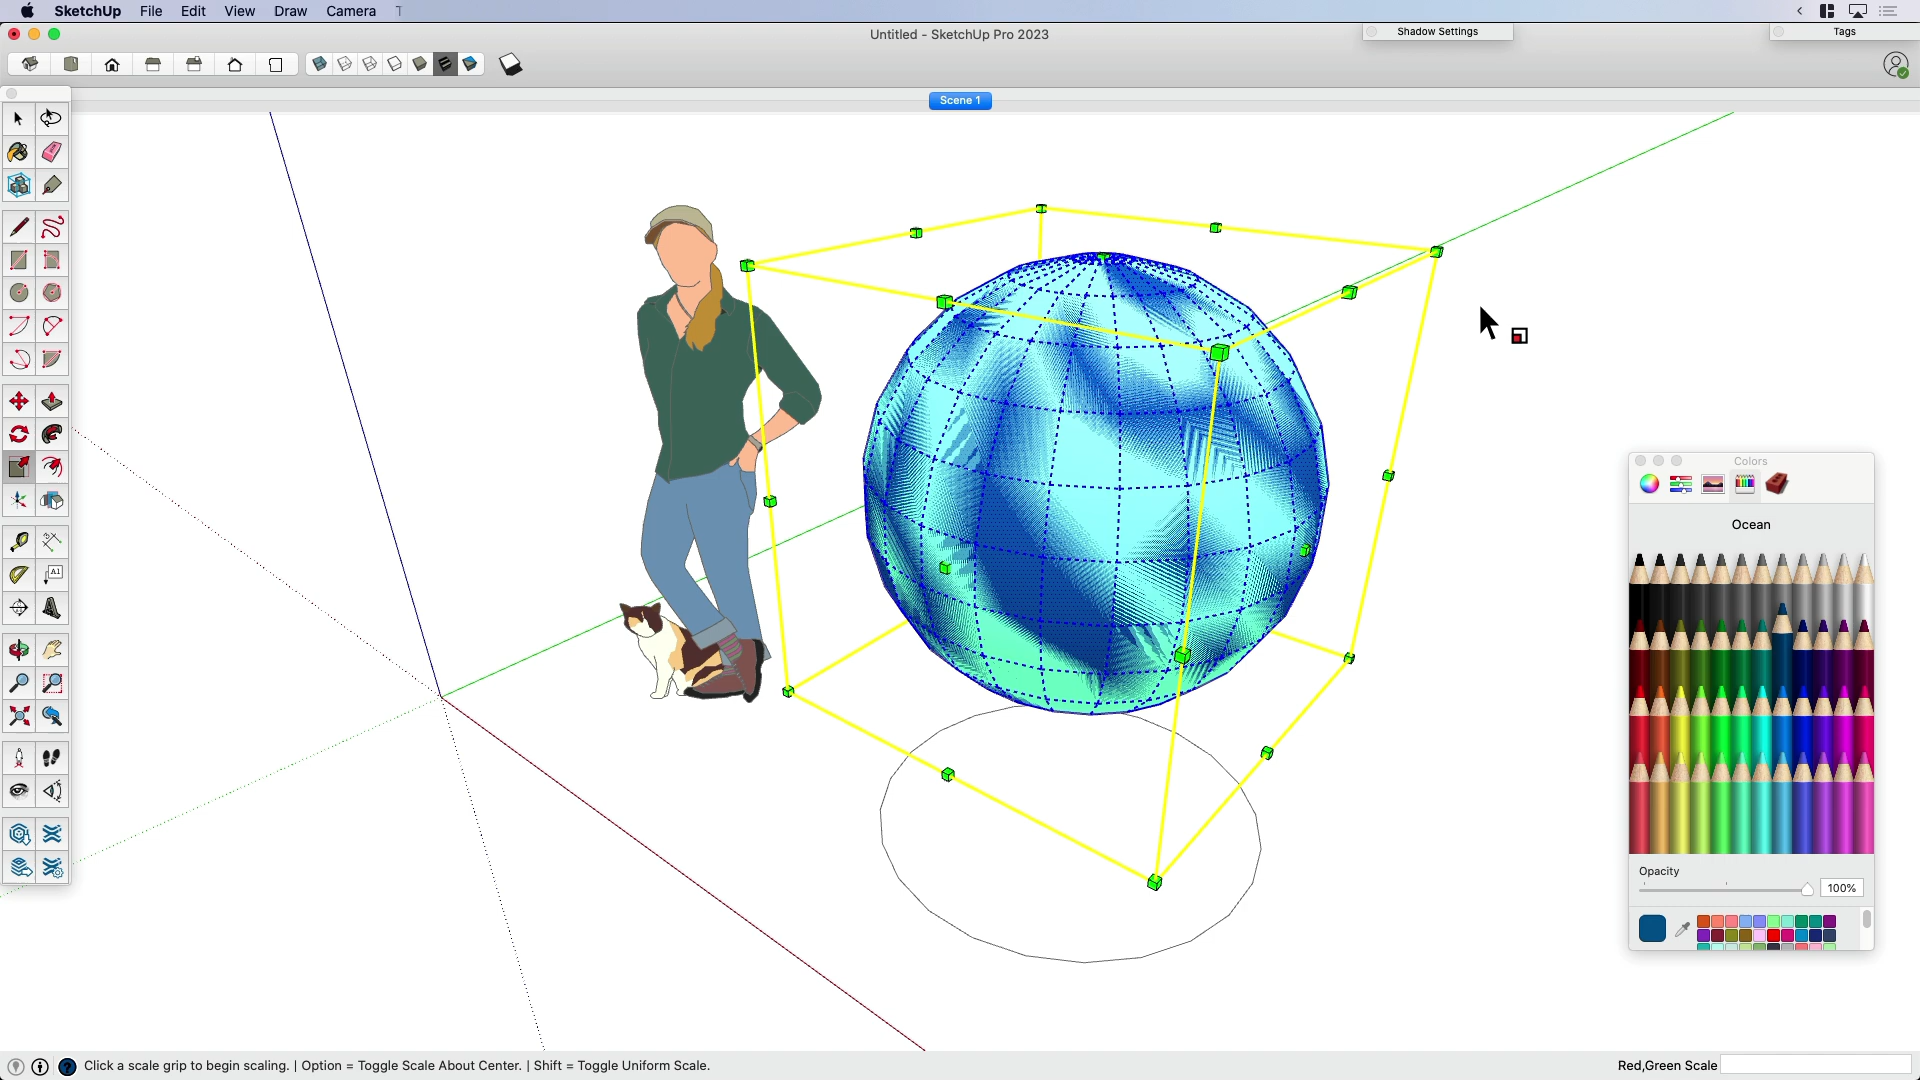 SketchUp File Edit View Draw Camera T
Untitled - SketchUp Pro 2023
Shadow Settings
Tags
Scene 1
A1
Colors
Ocean
Opacity
100%
Click a scale grip to begin scaling. | Option = Toggle Scale About Center. | Shift = Toggle Uniform Scale.
Red,Green Scale